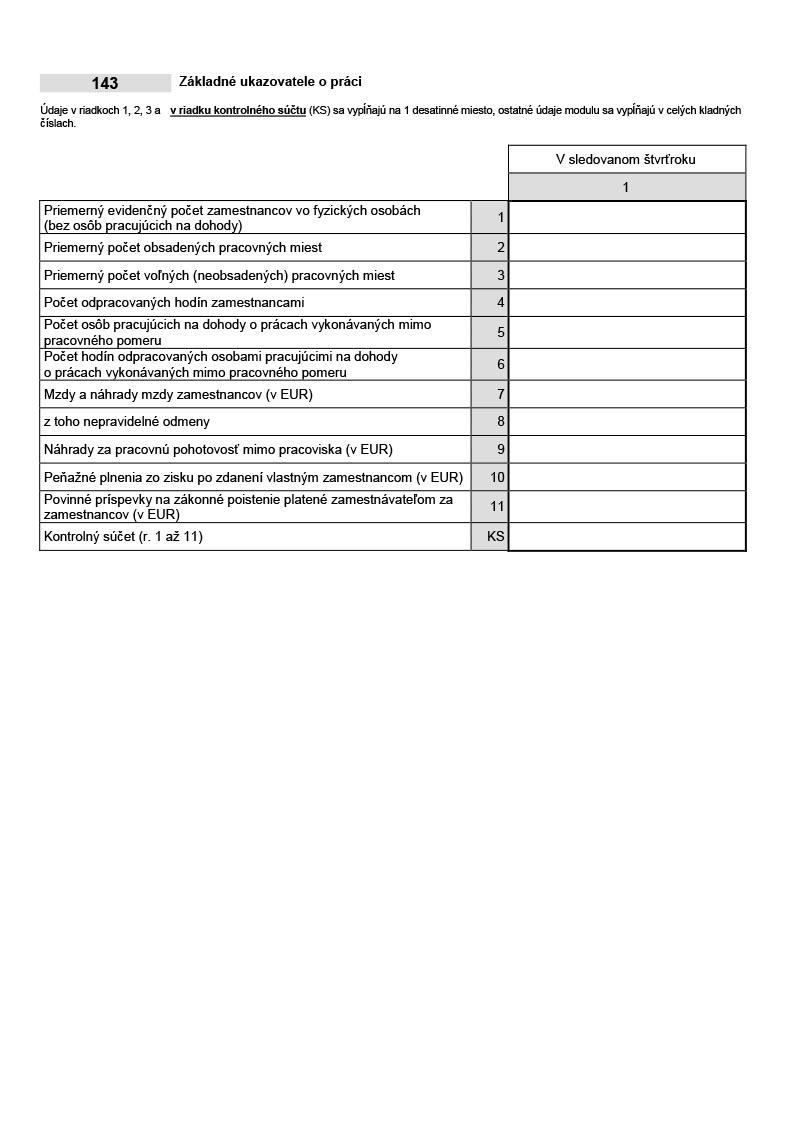 143 Základné ukazovatele o práci
Údaje v riadkoch 1, 2, 3 a v riadku kontrolného súčtu (KS) sa vypĺňajú na 1 desatinné miesto, ostatné údaje modulu sa vypĺňajú v celých kladných
číslach.
V sledovanom štvrťroku
1
Priemerný evidenčný počet zamestnancov vo fyzických osobách
(bez osôb pracujúcich na dohody) 1
Priemerný počet obsadených pracovných miest 2
Priemerný počet voľných (neobsadených) pracovných miest 3
Počet odpracovaných hodín zamestnancami 4
Počet osôb pracujúcich na dohody o prácach vykonávaných mimo
pracovného pomeru 5
Počet hodín odpracovaných osobami pracujúcimi na dohody
o prácach vykonávaných mimo pracovného pomeru 6
Mzdy a náhrady mzdy zamestnancov (v EUR) 7
z toho nepravidelné odmeny 8
Náhrady za pracovnú pohotovosť mimo pracoviska (v EUR) 9
Peňažné plnenia zo zisku po zdanení vlastným zamestnancom (v EUR) 10
Povinné príspevky na zákonné poistenie platené zamestnávateľom za
zamestnancov (v EUR) 11
Kontrolný súčet (r. 1 až 11) KS